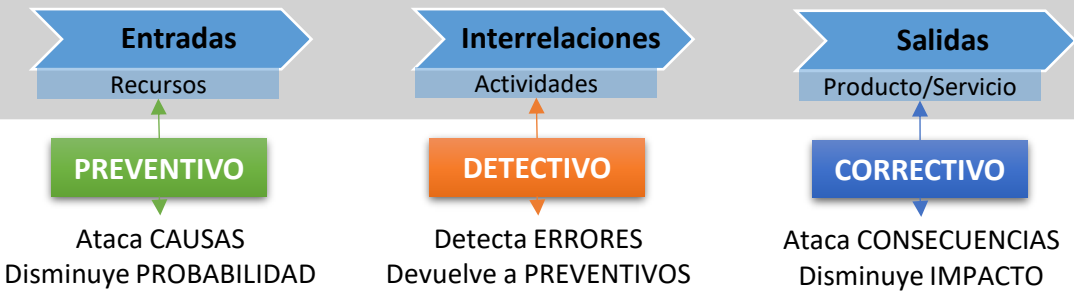 Entradas
Recursos
PREVENTIVO
Ataca CAUSAS
Disminuye PROBABILIDAD
Interrelaciones
Actividades
DETECTIVO
Detecta ERRORES
Devuelve a PREVENTIVOS
Salidas
Producto/Servicio
CORRECTIVO
Ataca CONSECUENCIAS
Disminuye IMPACTO